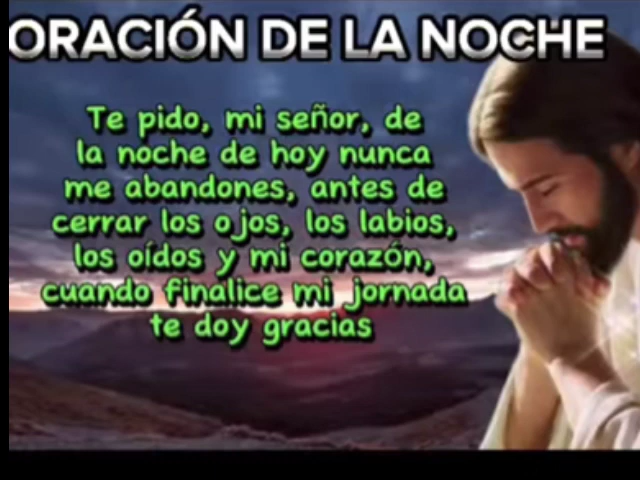 ORACIÓN DE LA NOCHE
Te pido, mi señor, de
la noche de hoy nunca
me abandones, antes de
cerrar los ojos, los labios,
los oídos y mi corazón,
cuando finalice mi jornada
te doy gracias